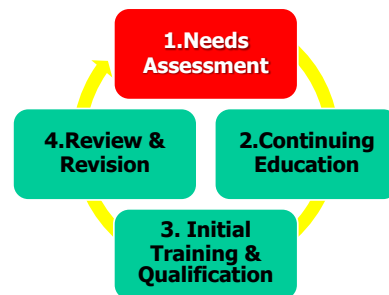 1.Needs
Assessment
2.Continuing
Education
3. Initial
Training &
Qualification
4.Review &
Revision